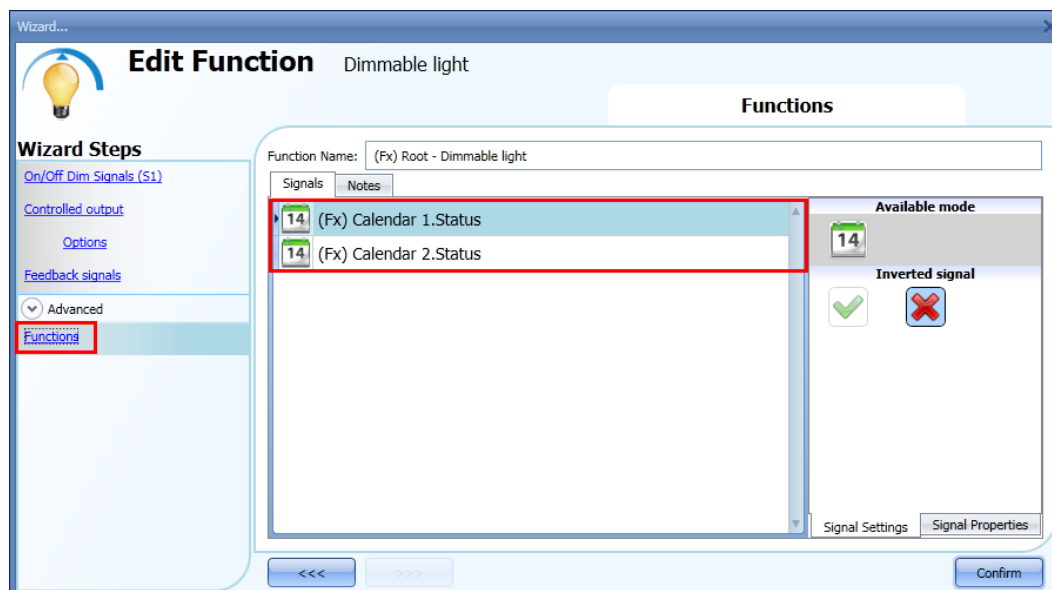 Wizard...
Edit Function Dimmable light
Functions
Wizard Steps
On/Off Dim Signals (S1)
Controlled output
Options
Feedback signals
Advanced
Functions
Function Name: (Fx) Root - Dimmable light
Signals Notes
14 (Fx) Calendar 1.Status
14 (Fx) Calendar 2.Status
Available mode
14
Inverted signal
Signal Settings Signal Properties
<<< >>> Confirm